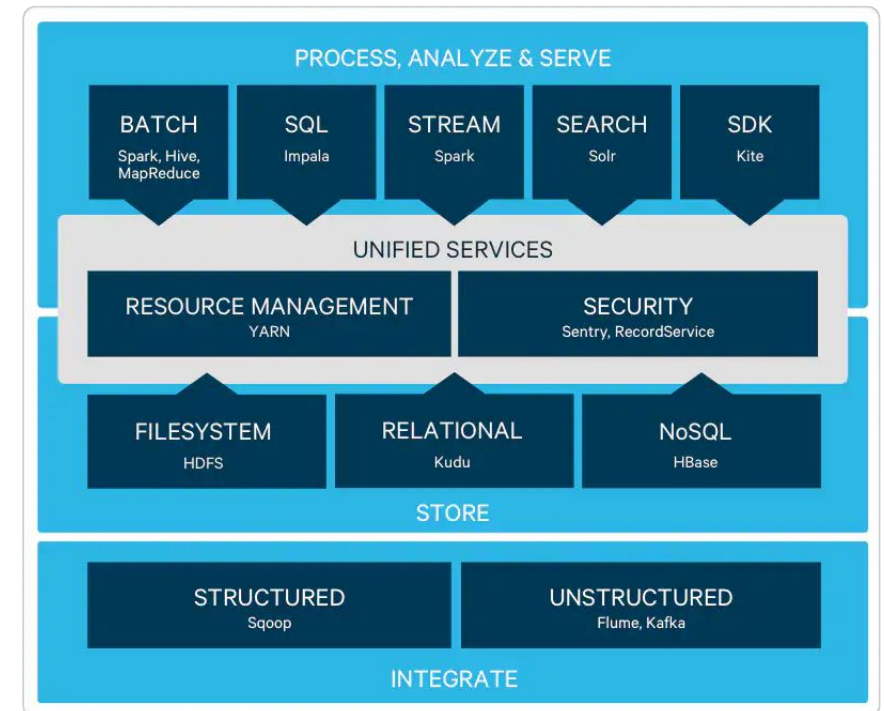 PROCESS, ANALYZE & SERVE
BATCH
Spark, Hive,
MapReduce
SQL
Impala
STREAM
Spark
SEARCH
Solr
SDK
Kite
UNIFIED SERVICES
RESOURCE MANAGEMENT
YARN
SECURITY
Sentry, RecordService
FILESYSTEM
HDFS
RELATIONAL
Kudu
NoSQL
HBase
STORE
STRUCTURED
Sqoop
UNSTRUCTURED
Flume, Kafka
INTEGRATE